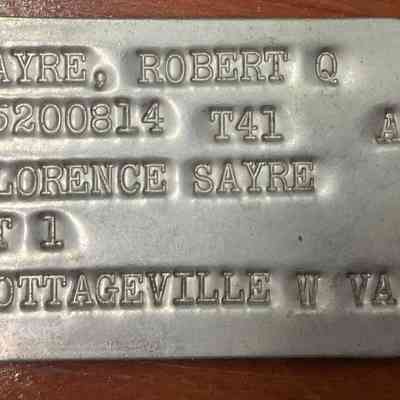 AYRE, ROBERT Q
5200814 T41 A
LORENCE SAYRE
T 1
OTTAGEVILLE W VA